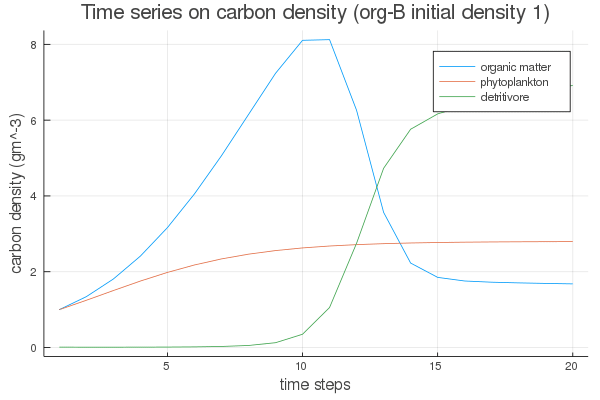 Time series on carbon density (org-B initial density 1)
carbon density (gm^-3)
8
6
4
2
0
organic matter
phytoplankton
detritivore
5
10
15
20
time steps